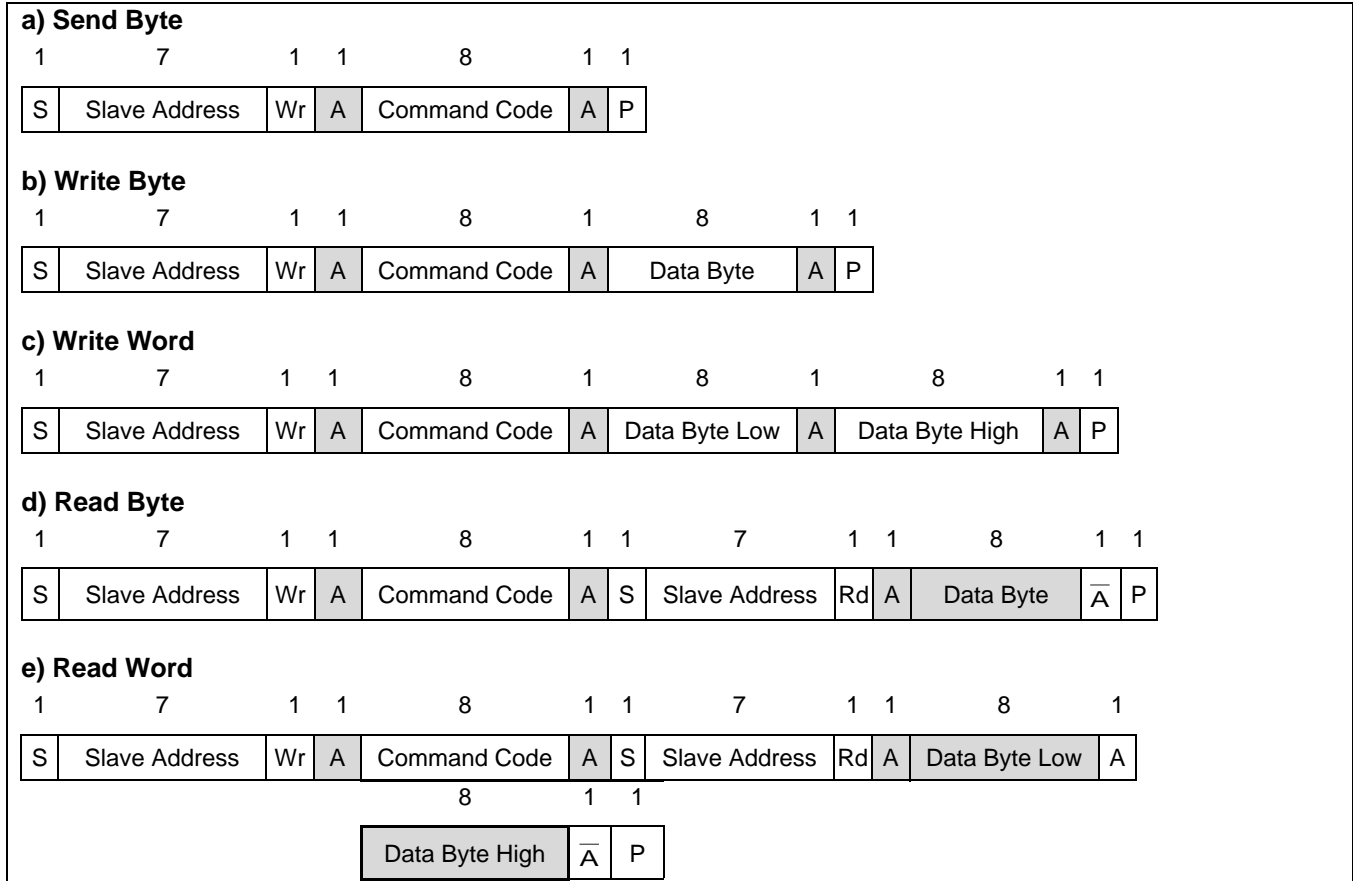 a) Send Byte
1 7 1 1 8 1 1
S Slave Address Wr A Command Code A P
b) Write Byte
1 7 1 1 8 1 8 1 1
S Slave Address Wr A Command Code A Data Byte A P
c) Write Word
1 7 1 1 8 1 8 1 8 1 1
S Slave Address Wr A Command Code A Data Byte Low A Data Byte High A P
d) Read Byte
1 7 1 1 8 1 1 7 1 1 8 1 1
S Slave Address Wr A Command Code A S Slave Address Rd A Data Byte A̅ P
e) Read Word
1 7 1 1 8 1 1 7 1 1 8 1
S Slave Address Wr A Command Code A S Slave Address Rd A Data Byte Low A
8 1 1
Data Byte High A̅ P